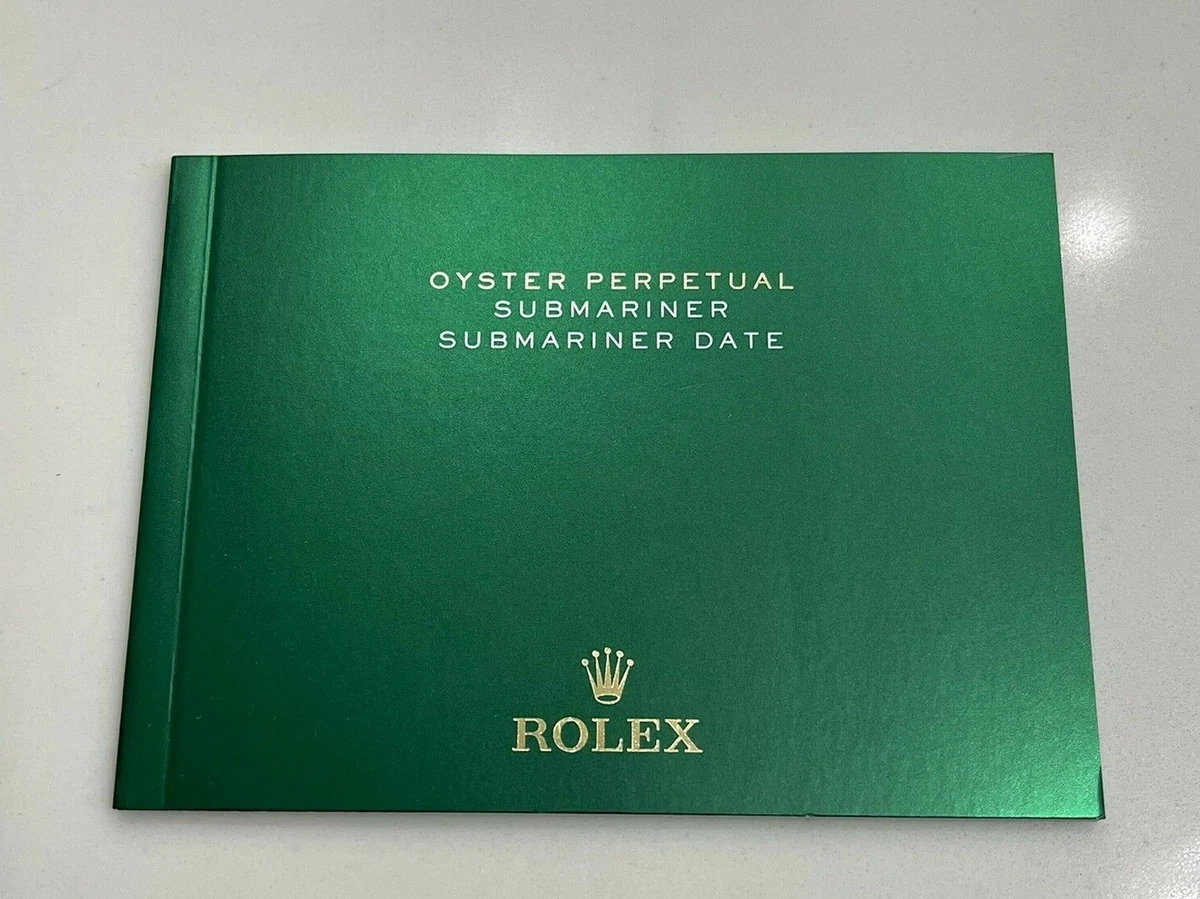 OYSTER PERPETUAL
SUBMARINER
SUBMARINER DATE
ROLEX